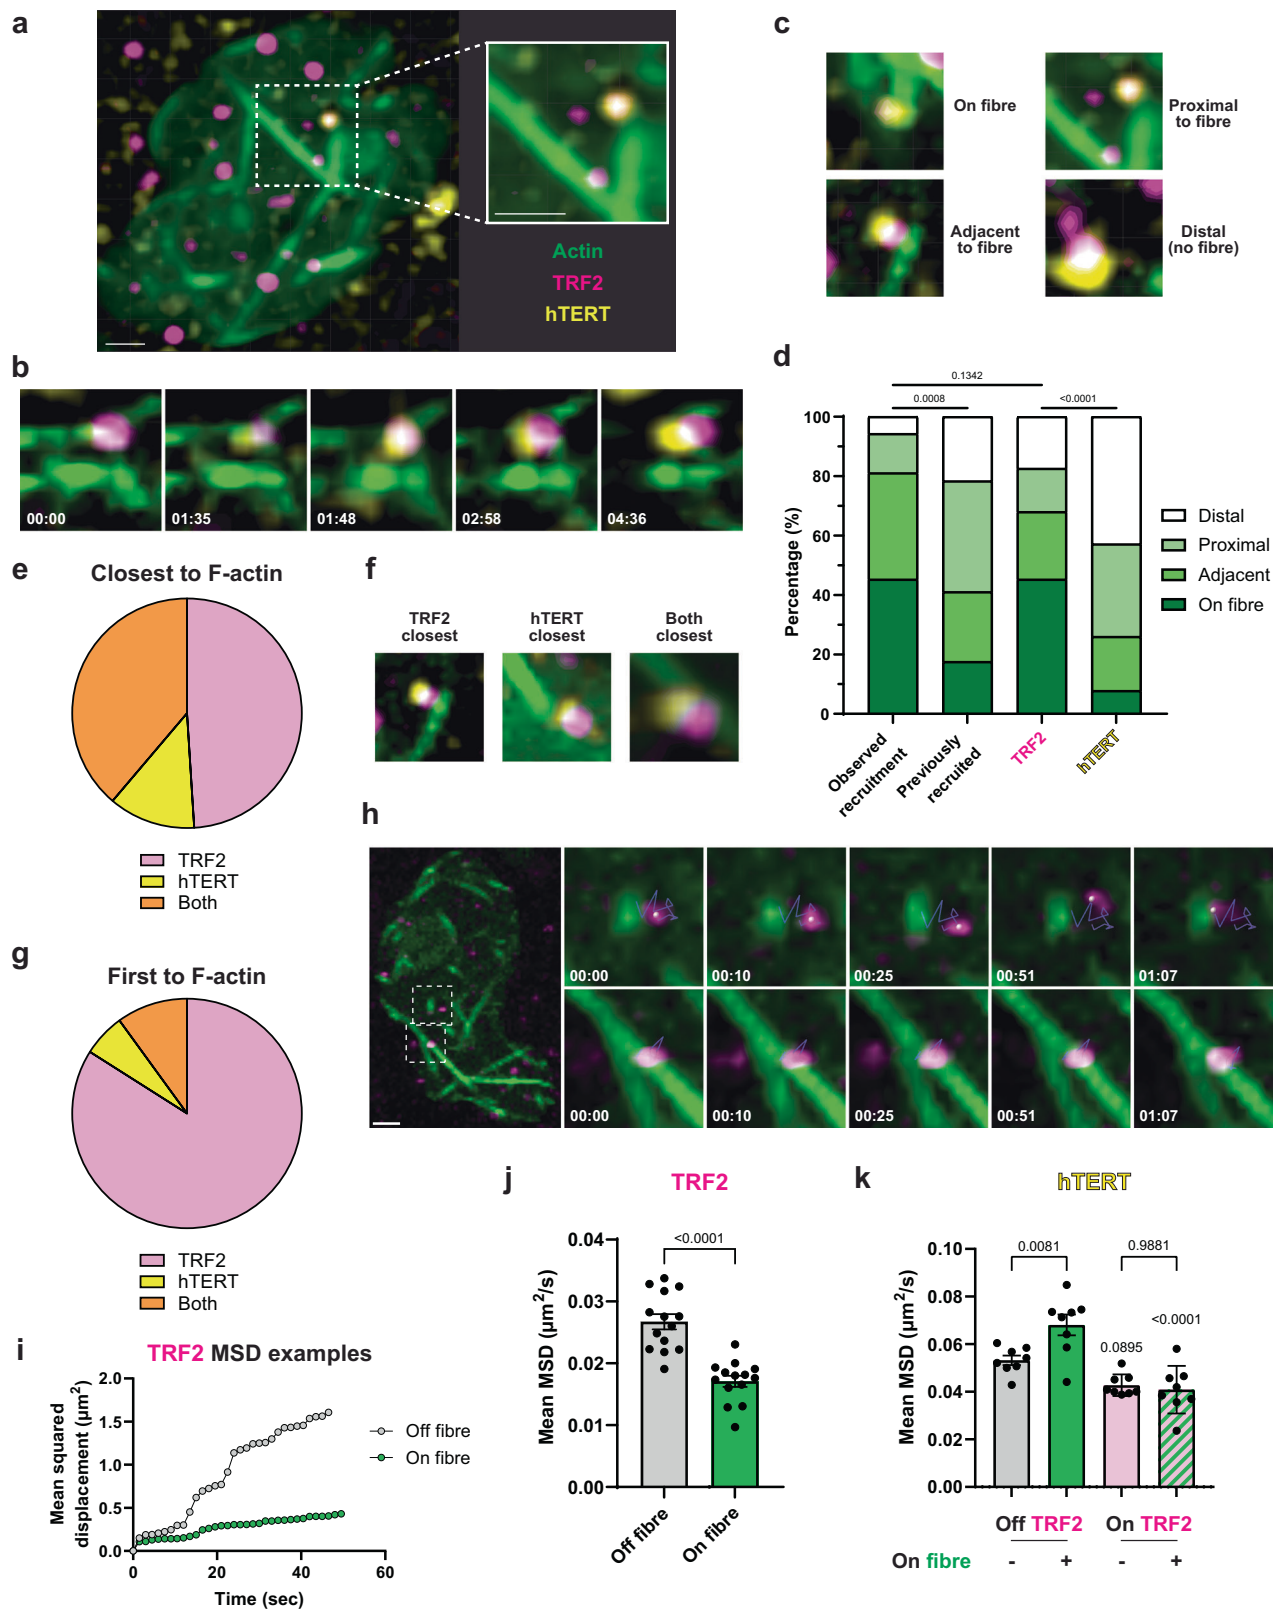 a
Actin
TRF2
hTERT
b
00:00
01:35
01:48
02:58
04:36
c
On fibre
Proximal
to fibre
Adjacent
to fibre
Distal
(no fibre)
d
0.1342
0.0008
<0.0001
100
80
60
40
20
0
Percentage (%)
Observed
recruitment
Previously
recruited
TRF2
hTERT
Distal
Proximal
Adjacent
On fibre
e
Closest to F-actin
TRF2
hTERT
Both
f
TRF2
closest
hTERT
closest
Both
closest
g
First to F-actin
TRF2
hTERT
Both
h
00:00
00:10
00:25
00:51
01:07
00:00
00:10
00:25
00:51
01:07
i
TRF2 MSD examples
2.0
1.5
1.0
0.5
0.0
Mean squared
displacement (µm²)
0
20
40
60
Time (sec)
Off fibre
On fibre
j
TRF2
<0.0001
0.04
0.03
0.02
0.01
0.00
Mean MSD (µm²/s)
Off fibre
On fibre
k
hTERT
0.0081
0.9881
<0.0001
0.0895
0.10
0.08
0.06
0.04
0.02
0.00
Mean MSD (µm²/s)
Off TRF2
On TRF2
On fibre - + - +